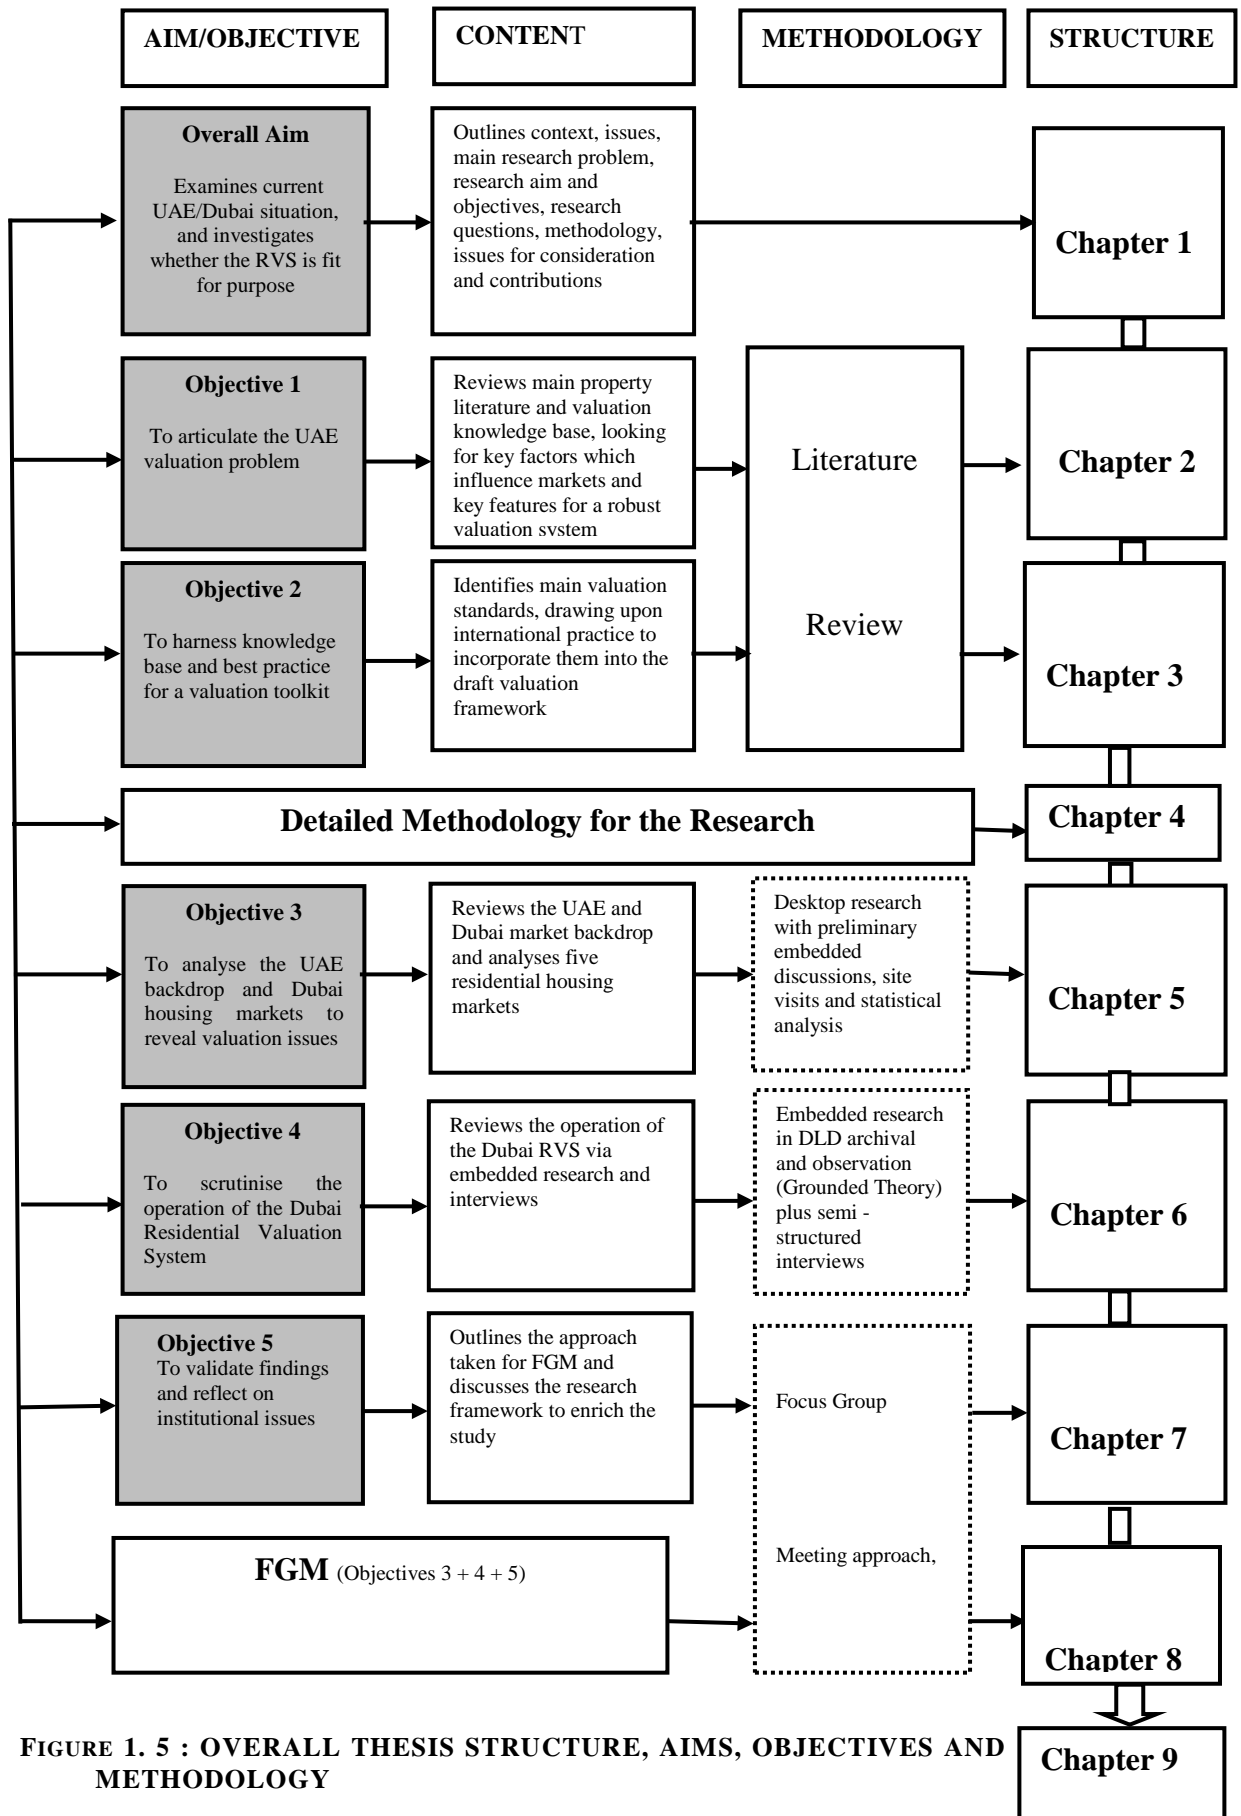 AIM/OBJECTIVE
CONTENT
METHODOLOGY
STRUCTURE
Overall Aim
Examines current
UAE/Dubai situation,
and investigates
whether the RVS is fit
for purpose
Outlines context, issues,
main research problem,
research aim and
objectives, research
questions, methodology,
issues for consideration
and contributions
Chapter 1
Objective 1
To articulate the UAE
valuation problem
Reviews main property
literature and valuation
knowledge base, looking
for key factors which
influence markets and
key features for a robust
valuation system
Literature
Review
Chapter 2
Objective 2
To harness knowledge
base and best practice
for a valuation toolkit
Identifies main valuation
standards, drawing upon
international practice to
incorporate them into the
draft valuation
framework
Chapter 3
Detailed Methodology for the Research
Chapter 4
Objective 3
To analyse the UAE
backdrop and Dubai
housing markets to
reveal valuation issues
Reviews the UAE and
Dubai market backdrop
and analyses five
residential housing
markets
Desktop research
with preliminary
embedded
discussions, site
visits and statistical
analysis
Chapter 5
Objective 4
To scrutinise the
operation of the Dubai
Residential Valuation
System
Reviews the operation of
the Dubai RVS via
embedded research and
interviews
Embedded research
in DLD archival
and observation
(Grounded Theory)
plus semi -
structured
interviews
Chapter 6
Objective 5
To validate findings
and reflect on
institutional issues
Outlines the approach
taken for FGM and
discusses the research
framework to enrich the
study
Focus Group
Meeting approach,
Chapter 7
FGM (Objectives 3 + 4 + 5)
Chapter 8
Chapter 9
FIGURE 1. 5 : OVERALL THESIS STRUCTURE, AIMS, OBJECTIVES AND
METHODOLOGY